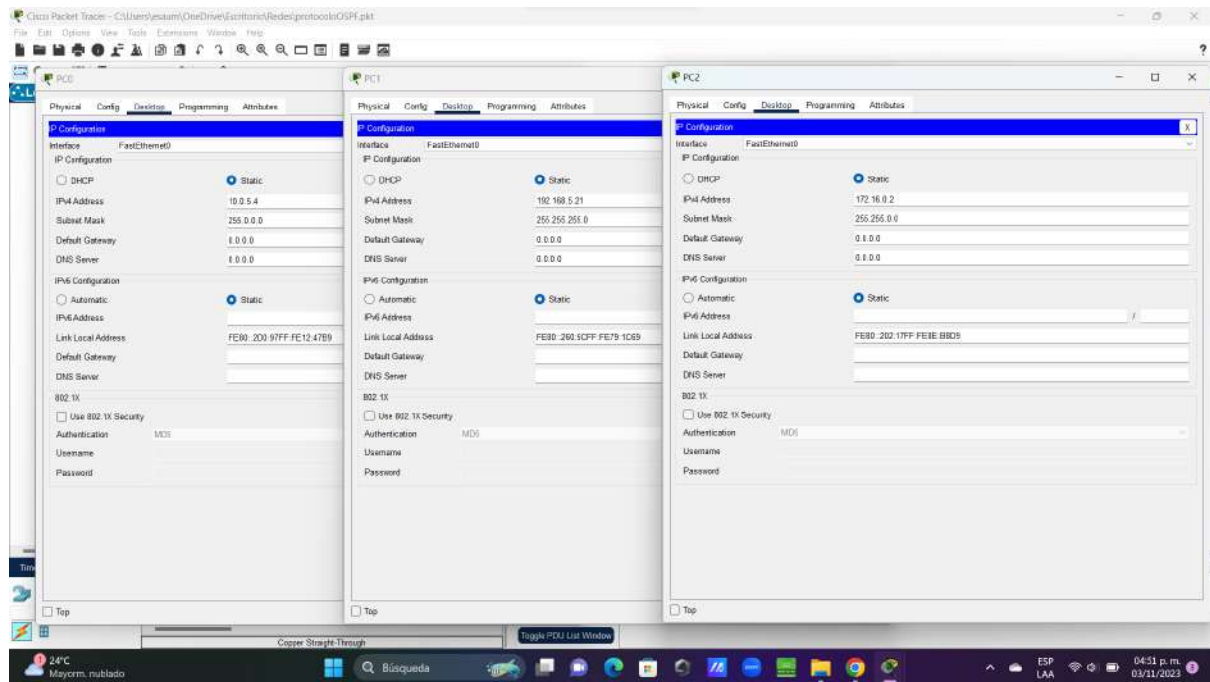 Cisco Packet Tracer - C:\Users\esaum\OneDrive\Escritorio\Redes\protocoloOSPF.pkt
File Edit Options View Tools Extensions Window Help
?
PC0
Physical Config Desktop Programming Attributes
IP Configuration
Interface FastEthernet0
IP Configuration
DHCP Static
IPv4 Address 10.0.5.4
Subnet Mask 255.0.0.0
Default Gateway 0.0.0.0
DNS Server 0.0.0.0
IPv6 Configuration
Automatic Static
IPv6 Address
Link Local Address FE80::2D0:97FF:FE12:47B9
Default Gateway
DNS Server
802.1X
Use 802.1X Security
Authentication MD5
Username
Password
Top
PC1
Physical Config Desktop Programming Attributes
IP Configuration
Interface FastEthernet0
IP Configuration
DHCP Static
IPv4 Address 192.168.5.21
Subnet Mask 255.255.255.0
Default Gateway 0.0.0.0
DNS Server 0.0.0.0
IPv6 Configuration
Automatic Static
IPv6 Address
Link Local Address FE80::260:5CFF:FE79:1C69
Default Gateway
DNS Server
802.1X
Use 802.1X Security
Authentication MD5
Username
Password
Top
PC2
Physical Config Desktop Programming Attributes
IP Configuration X
Interface FastEthernet0
IP Configuration
DHCP Static
IPv4 Address 172.16.0.2
Subnet Mask 255.255.0.0
Default Gateway 0.0.0.0
DNS Server 0.0.0.0
IPv6 Configuration
Automatic Static
IPv6 Address /
Link Local Address
Default Gateway
DNS Server
802.1X
Use 802.1X Security
Authentication MD5
Username
Password
Top
Tim
Copper Straight-Through
Toggle PDU List Window
24°C
Mayorm. nublado
Búsqueda
ESP
LAA
04:51 p. m.
03/11/2023